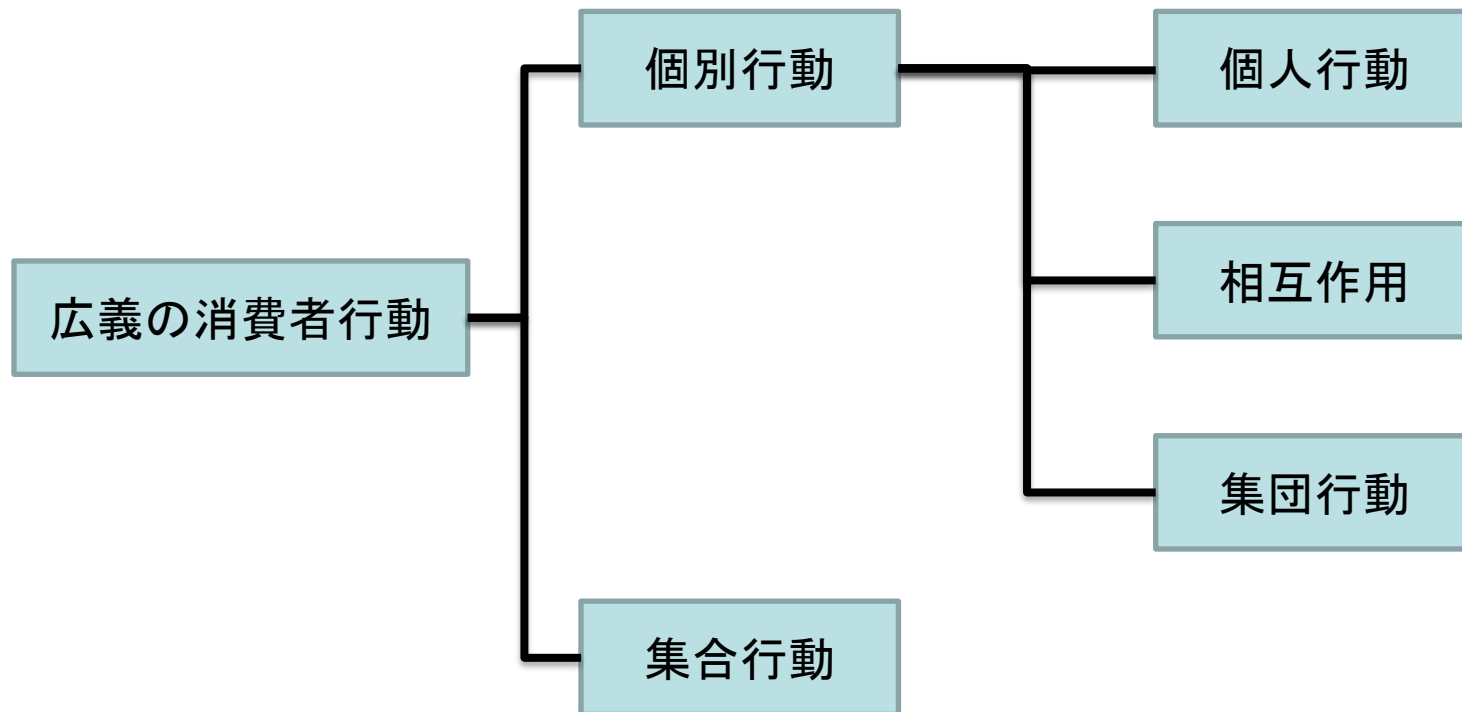 個別行動
個人行動
相互作用
広義の消費者行動
集団行動
集合行動